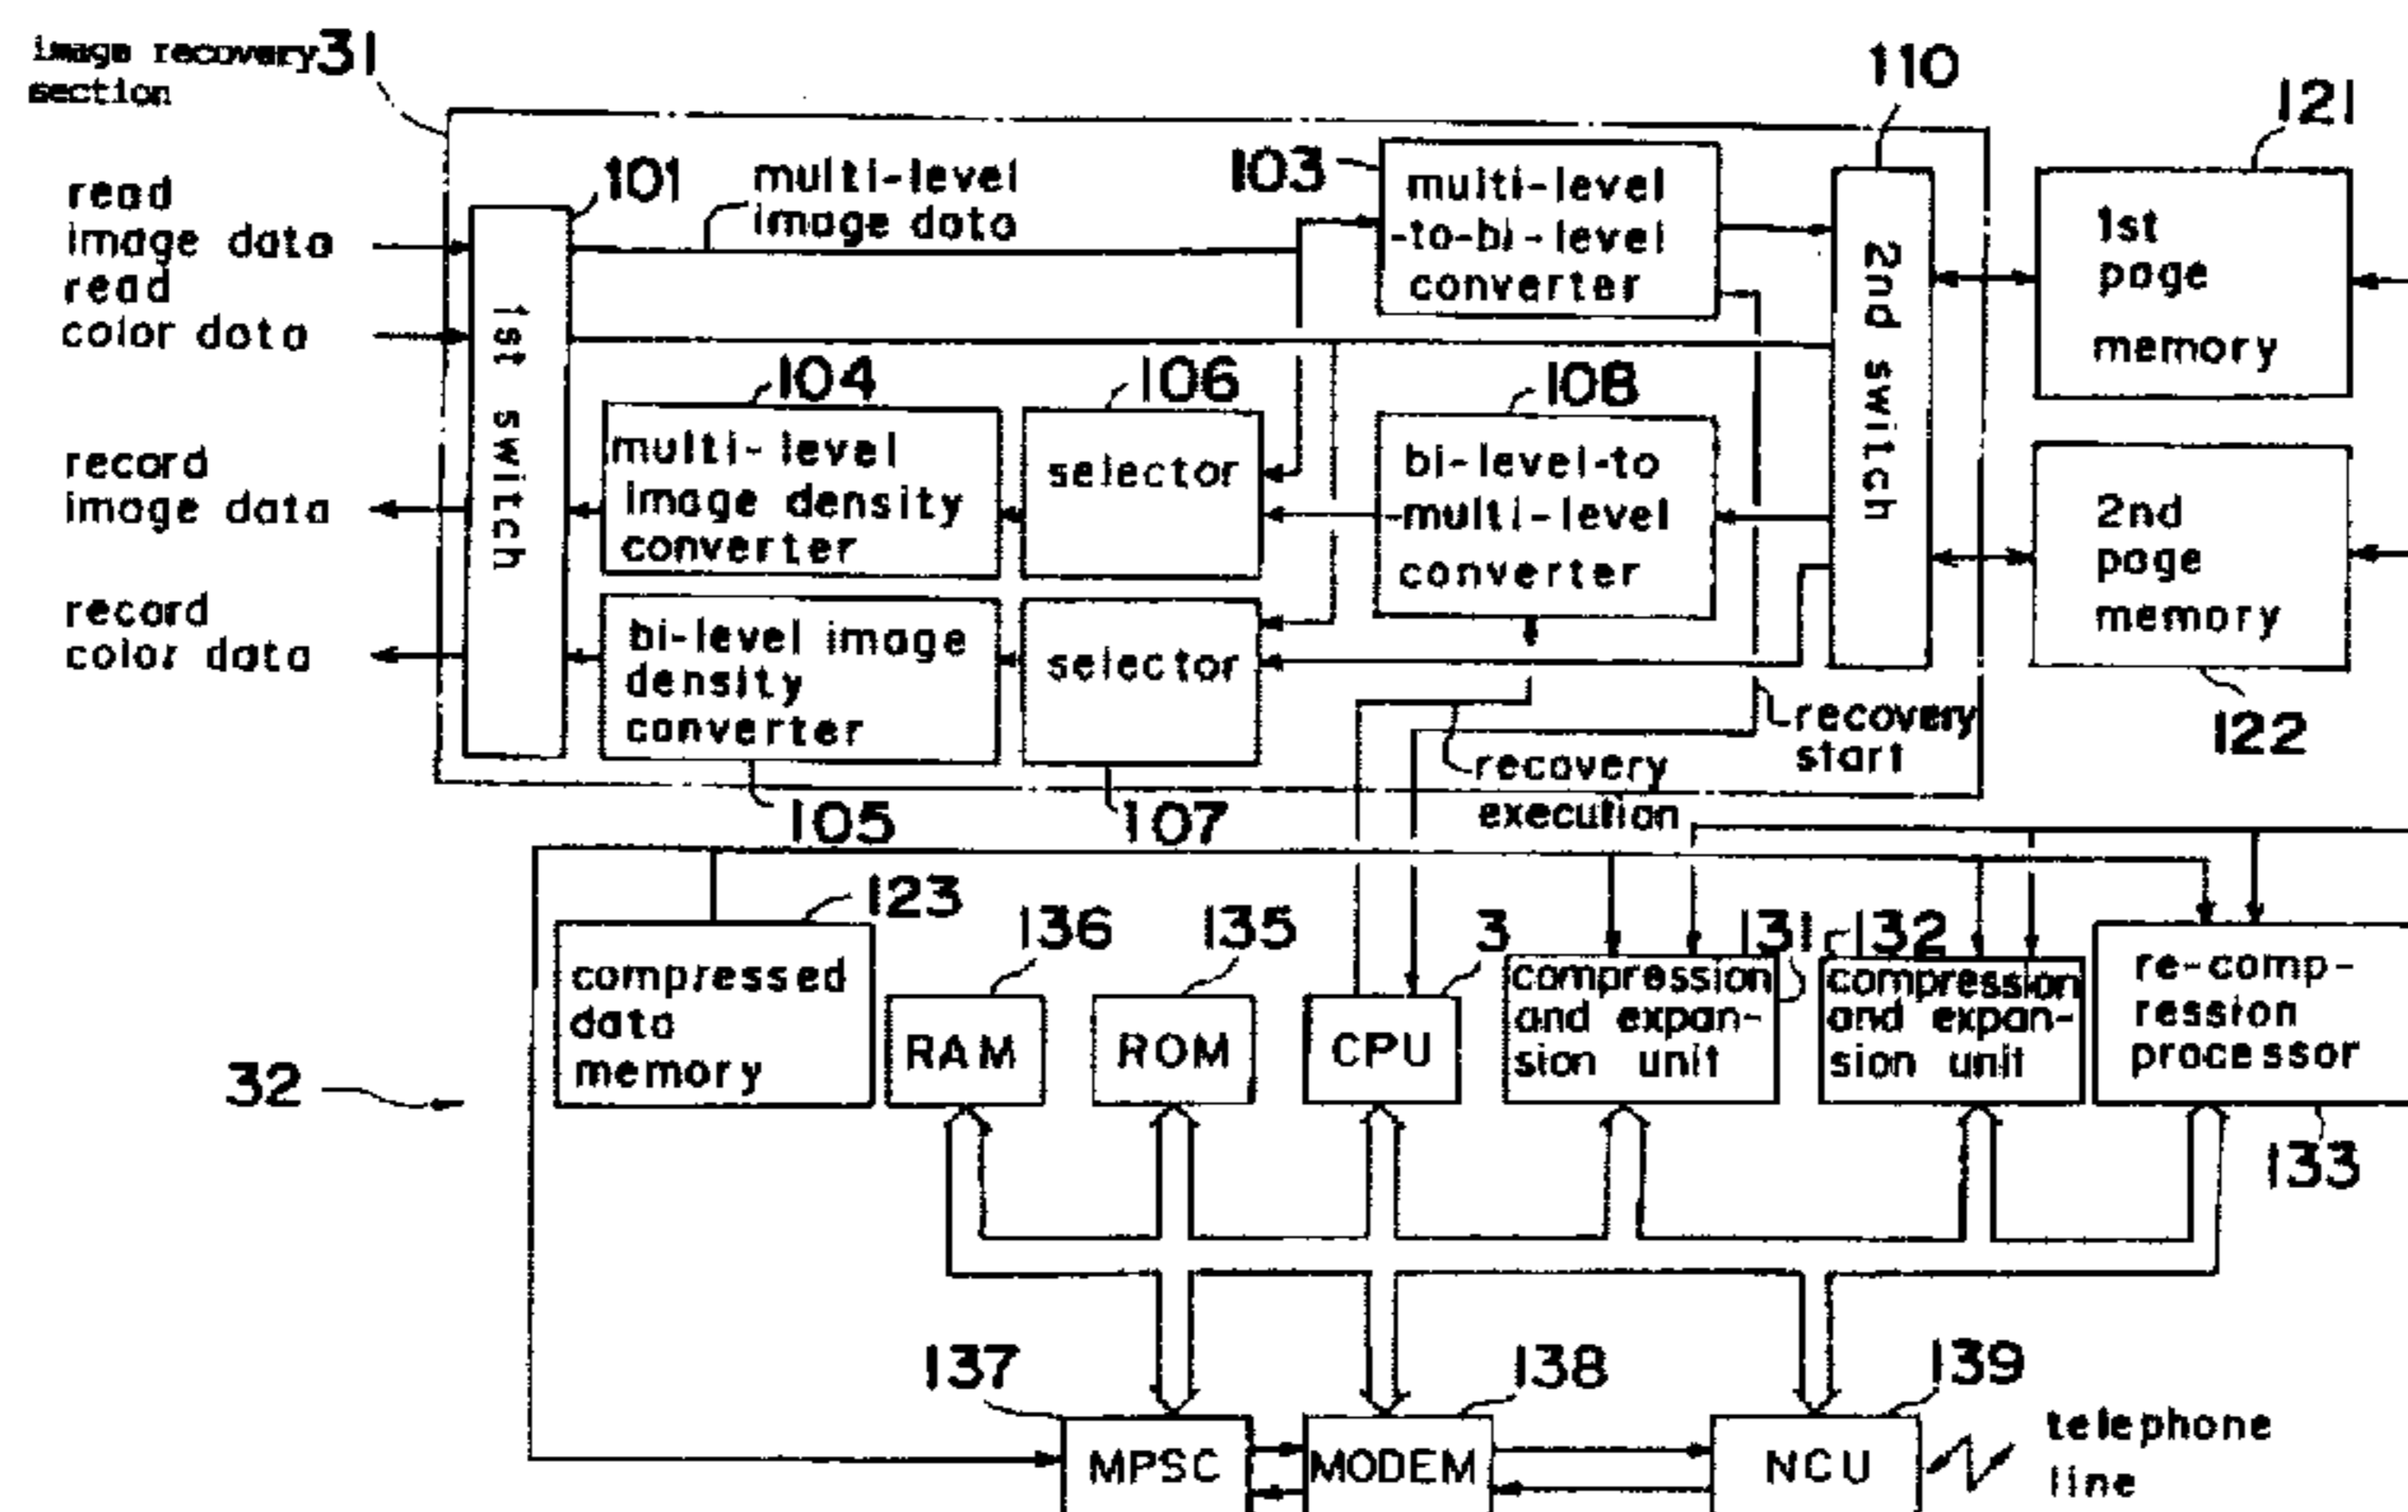 image recovery 31
section
110
121
read
image data
read
color data
101
multi-level
image data
103
multi-level
-to-bi-level
converter
1st
page
memory
1st switch
2nd switch
104
106
108
record
image data
multi-level
image density
converter
selector
bi-level-to
-multi-level
converter
2nd
page
memory
record
color data
bi-level image
density
converter
selector
recovery
start
122
recovery
execution
105
107
123
136
135
3
131
132
compressed
data
memory
RAM
ROM
CPU
compression
and expan-
sion unit
compression
and expan-
sion unit
re-comp-
ression
processor
32
133
137
138
139
MPSC
MODEM
NCU
telephone
line